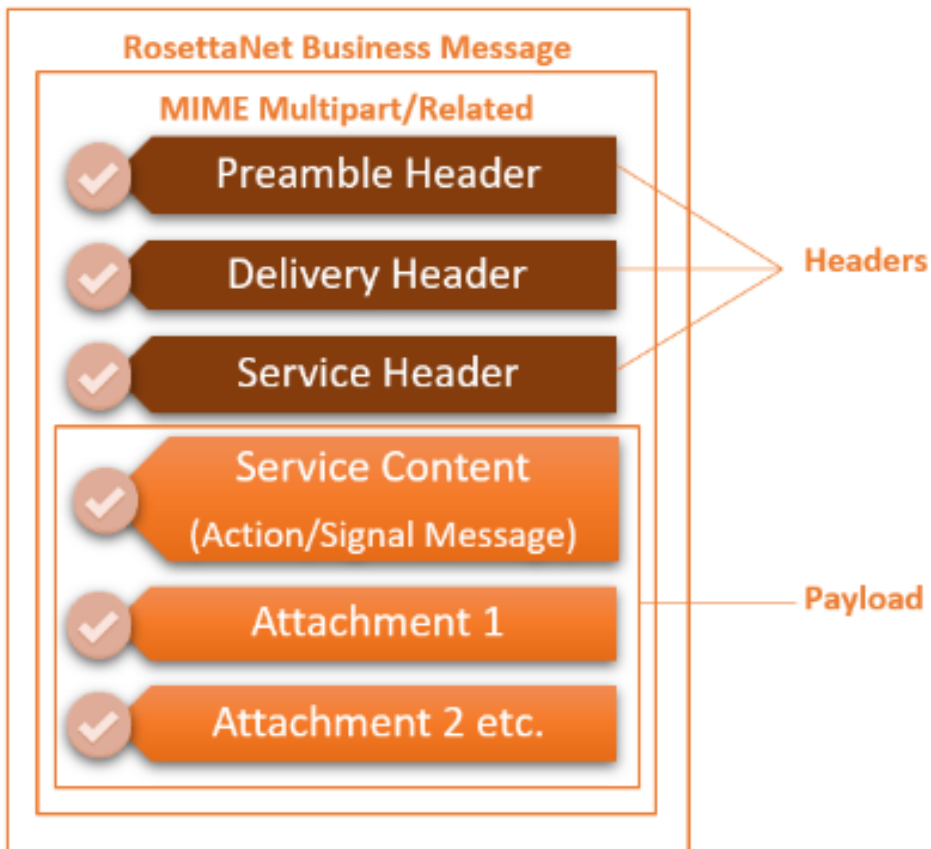 RosettaNet Business Message
MIME Multipart/Related
Preamble Header
Delivery Header
Headers
Service Header
Service Content
(Action/Signal Message)
Attachment 1
Payload
Attachment 2 etc.